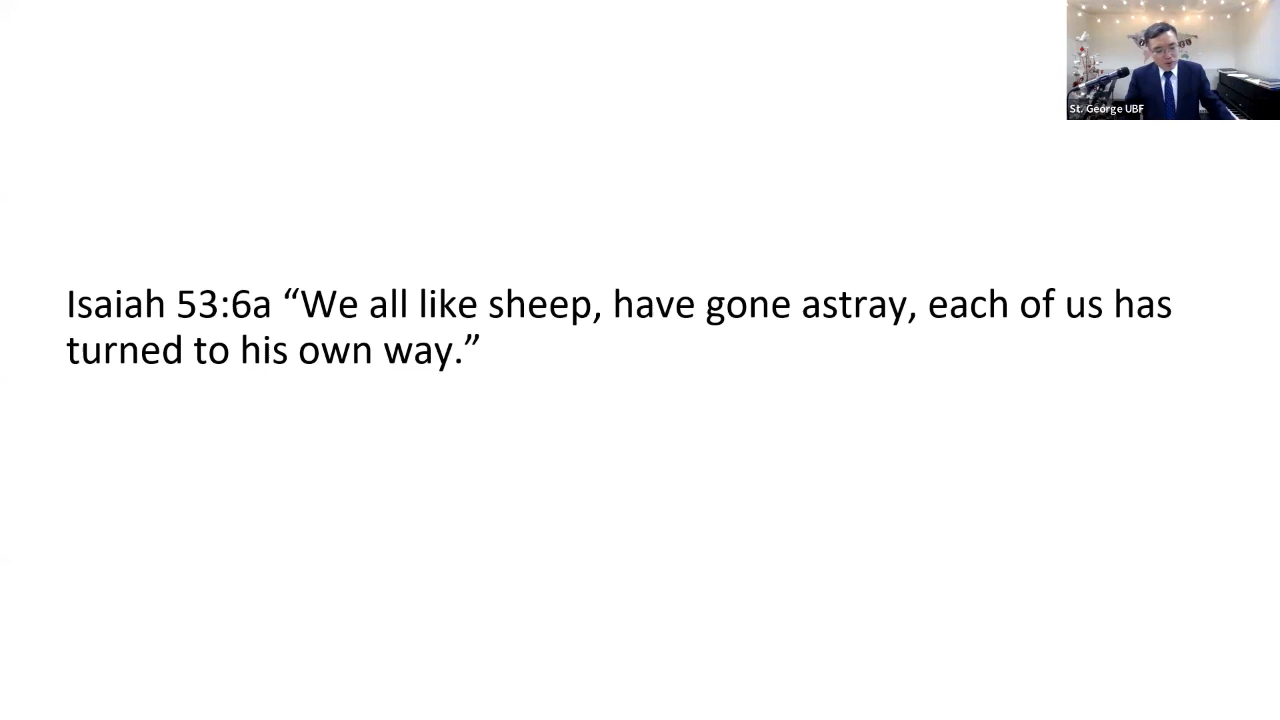 St. George UBF
Isaiah 53:6a “We all like sheep, have gone astray, each of us has
turned to his own way.”